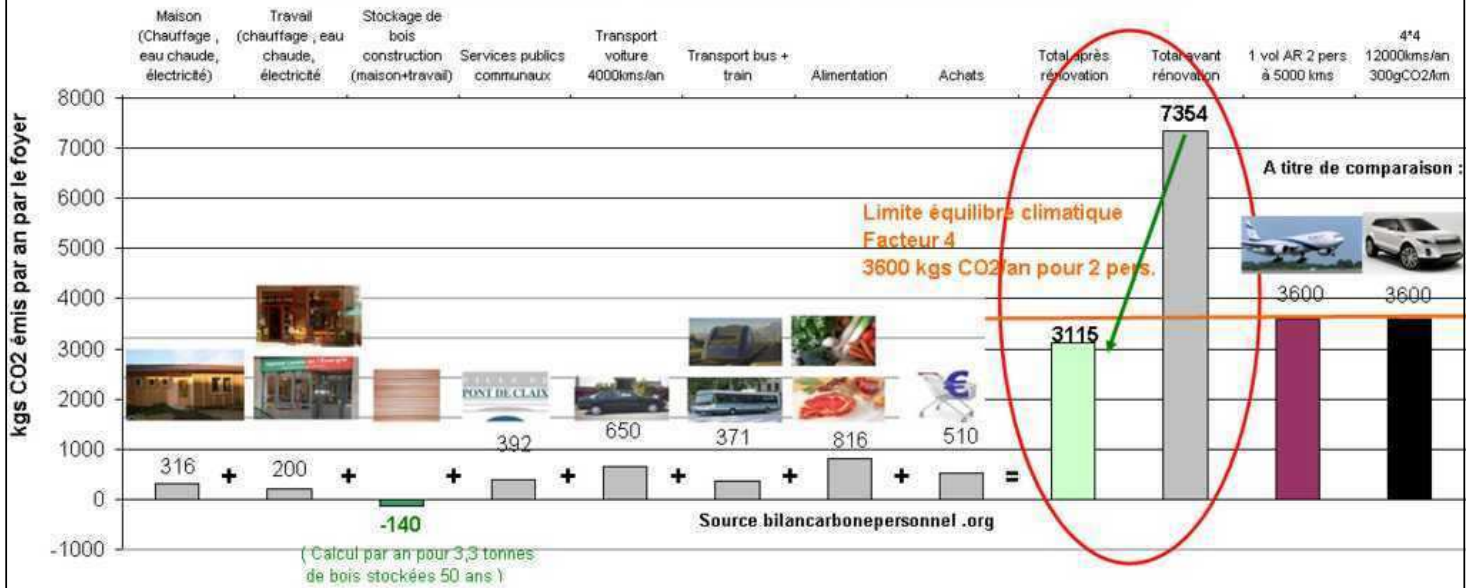 Maison
(Chauffage ,
eau chaude,
électricité)
Travail
(chauffage , eau
chaude,
électricité
Stockage de
bois
construction
(maison+travail)
Services publics
communaux
Transport
voiture
4000kms/an
Transport bus +
train
Alimentation
Achats
Total après
rénovation
Total avant
rénovation
1 vol AR 2 pers
à 5000 kms
4*4
12000kms/an
300gCO2/km
kgs CO2 émis par an par le foyer
8000
7000
6000
5000
4000
3000
2000
1000
0
-1000
7354
A titre de comparaison :
Limite équilibre climatique
Facteur 4
3600 kgs CO2/an pour 2 pers.
3600
3600
3115
PONT DE CLAIX
€
316
+
200
+
+
392
+
650
+
371
+
816
+
510
=
-140
( Calcul par an pour 3,3 tonnes
de bois stockées 50 ans )
Source bilancarbonepersonnel .org